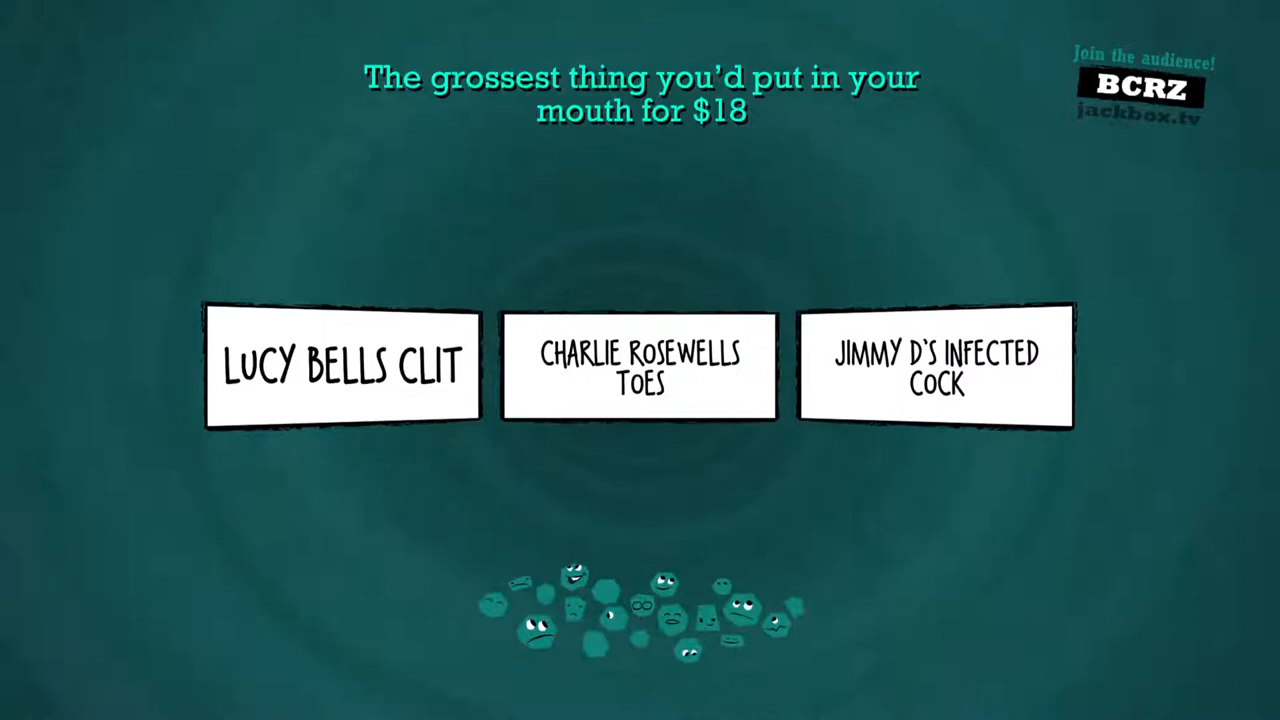 The grossest thing you'd put in your
mouth for $18
Join the audience!
BCRZ
jackbox.tv
LUCY BELLS CLIT
CHARLIE ROSEWELLS
TOES
JIMMY D'S INFECTED
COCK